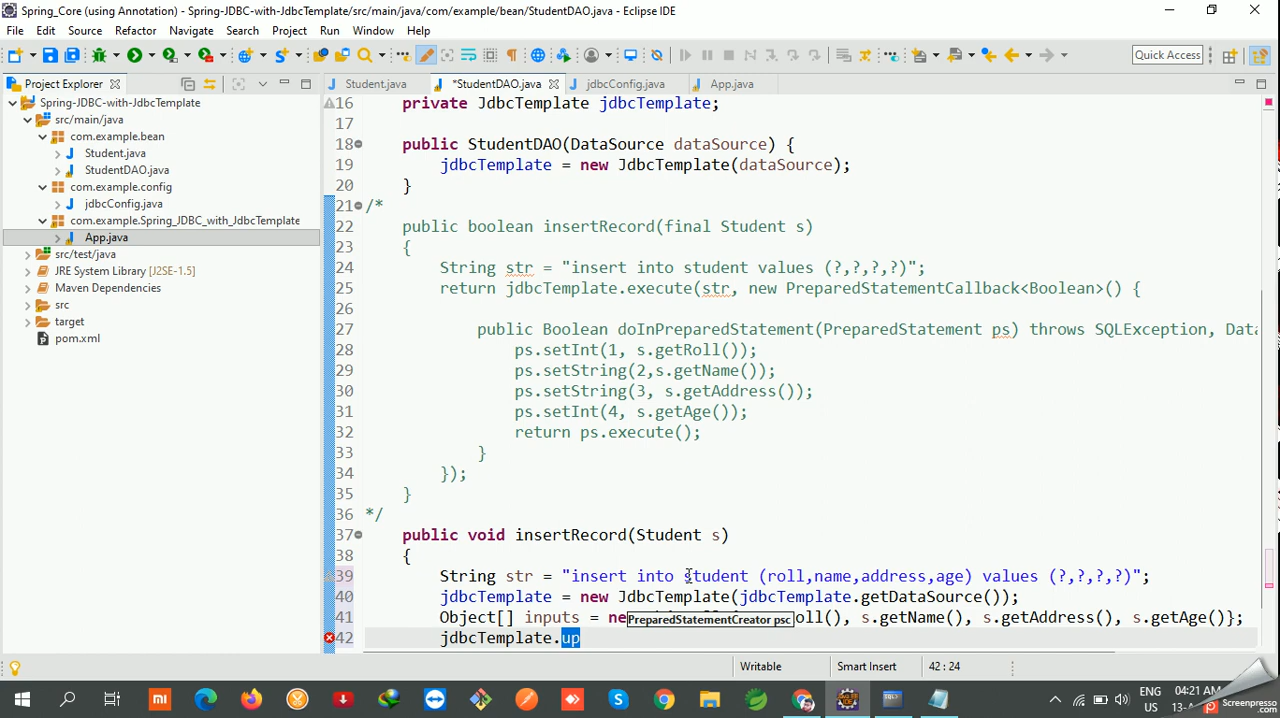 Spring_Core (using Annotation) - Spring-JDBC-with-JdbcTemplate/src/main/java/com/example/bean/StudentDAO.java - Eclipse IDE
File Edit Source Refactor Navigate Search Project Run Window Help
Quick Access
Project Explorer
Student.java *StudentDAO.java jdbcConfig.java App.java
Spring-JDBC-with-JdbcTemplate
src/main/java
com.example.bean
Student.java
StudentDAO.java
com.example.config
jdbcConfig.java
com.example.Spring_JDBC_with_JdbcTemplate
App.java
src/test/java
JRE System Library [J2SE-1.5]
Maven Dependencies
src
target
pom.xml
16 private JdbcTemplate jdbcTemplate;
17
18 public StudentDAO(DataSource dataSource) {
19 jdbcTemplate = new JdbcTemplate(dataSource);
20 }
21 /*
22 public boolean insertRecord(final Student s)
23 {
24 String str = "insert into student values (?,?,?,?)";
25 return jdbcTemplate.execute(str, new PreparedStatementCallback<Boolean>() {
26
27 public Boolean doInPreparedStatement(PreparedStatement ps) throws SQLException, Data
28 ps.setInt(1, s.getRoll());
29 ps.setString(2,s.getName());
30 ps.setString(3, s.getAddress());
31 ps.setInt(4, s.getAge());
32 return ps.execute();
33 }
34 });
35 }
36 */
37 public void insertRecord(Student s)
38 {
39 String str = "insert into student (roll,name,address,age) values (?,?,?,?)";
40 jdbcTemplate = new JdbcTemplate(jdbcTemplate.getDataSource());
41 Object[] inputs = ne oll(), s.getName(), s.getAddress(), s.getAge()};
PreparedStatementCreator psc
42 jdbcTemplate.up
Writable Smart Insert 42 : 24
ENG
US
04:21 AM
13-A
Screenpresso
.com